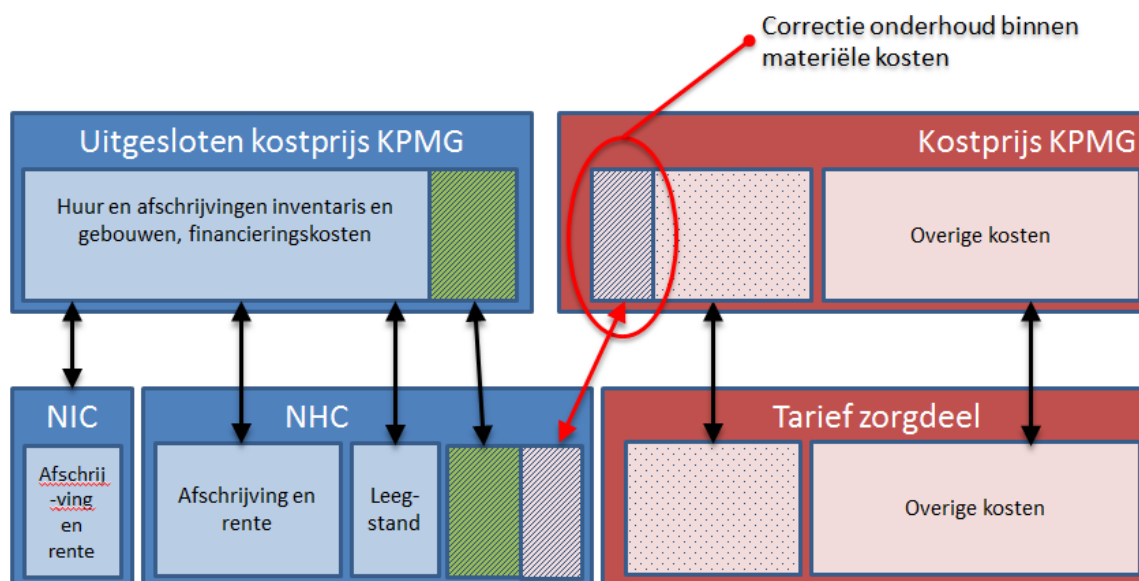 Correctie onderhoud binnen
materiële kosten
Uitgesloten kostprijs KPMG
Kostprijs KPMG
Huur en afschrijvingen inventaris en
gebouwen, financieringskosten
Overige kosten
NIC
NHC
Tarief zorgdeel
Afschrij
-ving
en
rente
Afschrijving en
rente
Leeg-
stand
Overige kosten